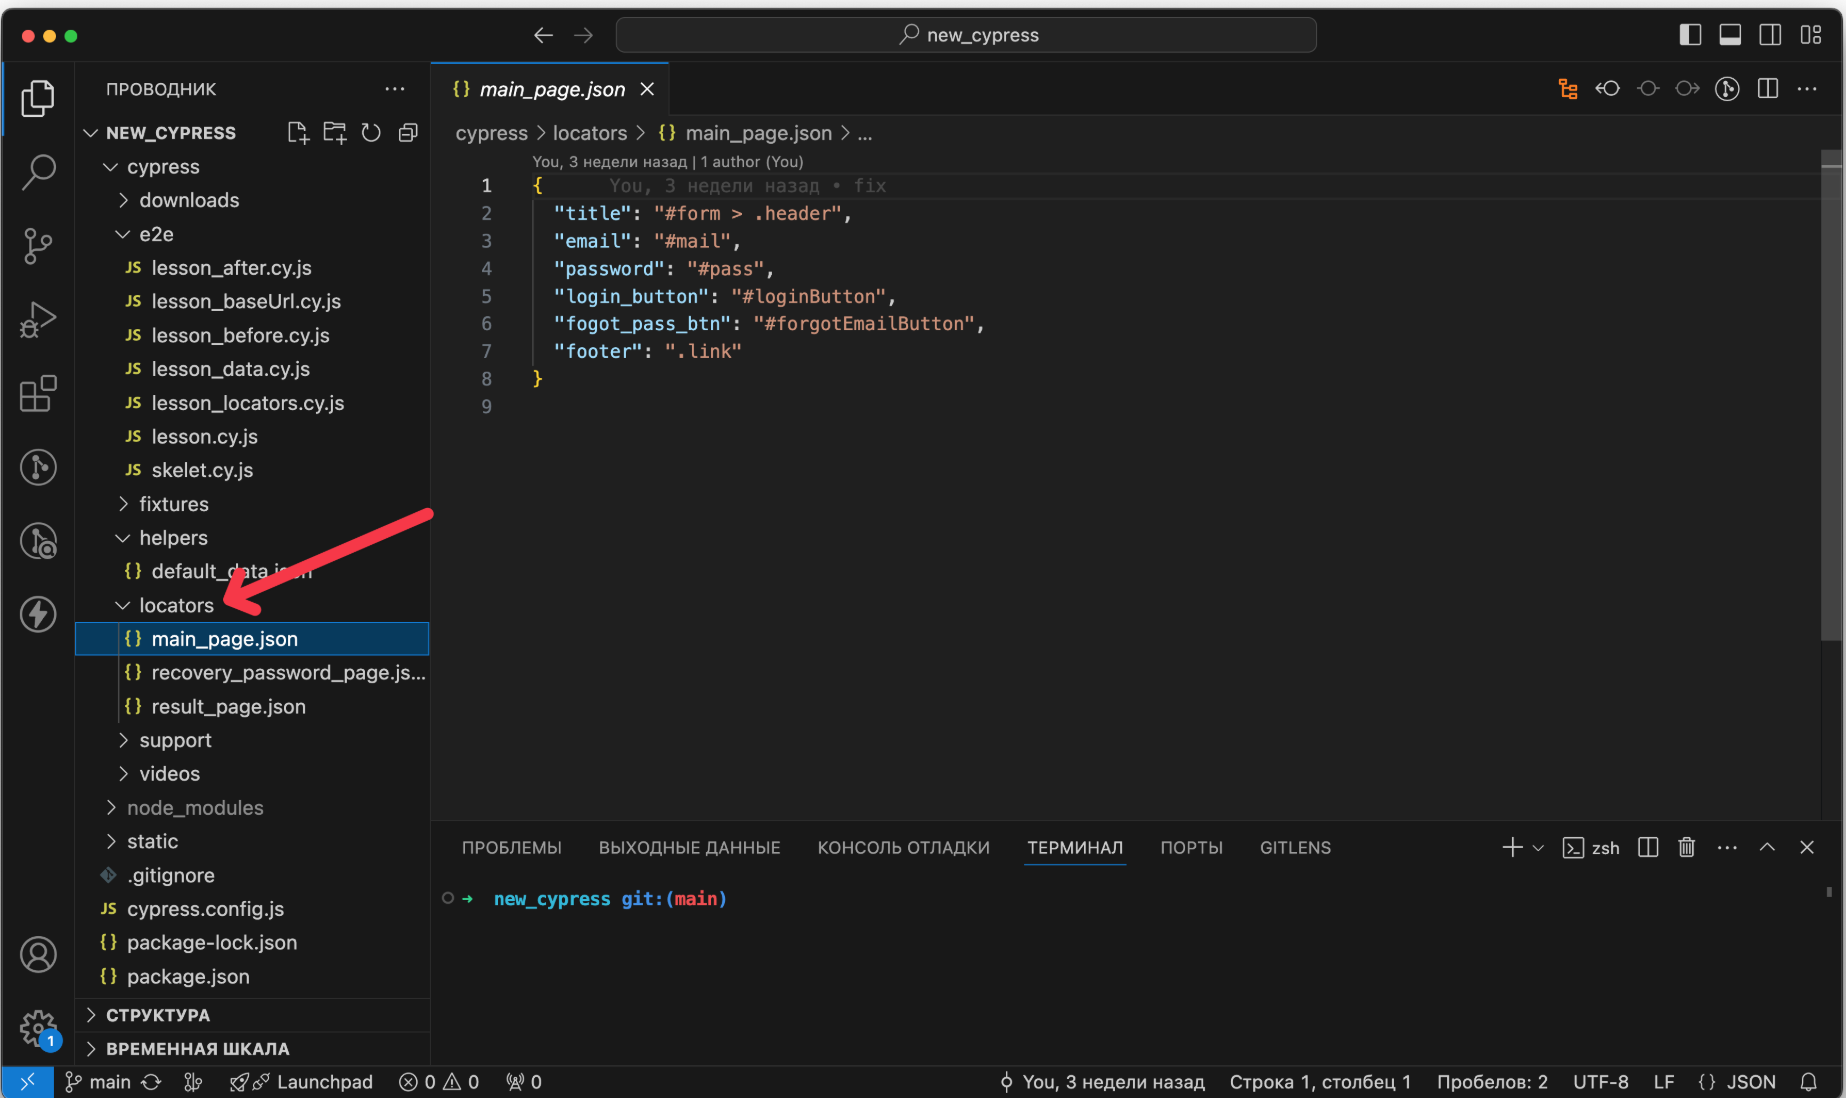 new_cypress
ПРОВОДНИК
NEW_CYPRESS
cypress
downloads
e2e
JS lesson_after.cy.js
JS lesson_baseUrl.cy.js
JS lesson_before.cy.js
JS lesson_data.cy.js
JS lesson_locators.cy.js
JS lesson.cy.js
JS skelet.cy.js
fixtures
helpers
{} default_data.json
locators
{} main_page.json
{} recovery_password_page.js...
{} result_page.json
support
videos
node_modules
static
.gitignore
JS cypress.config.js
{} package-lock.json
{} package.json
СТРУКТУРА
ВРЕМЕННАЯ ШКАЛА
{} main_page.json
cypress > locators > {} main_page.json > ...
You, 3 недели назад | 1 author (You)
1 { You, 3 недели назад • fix
2 "title": "#form > .header",
3 "email": "#mail",
4 "password": "#pass",
5 "login_button": "#loginButton",
6 "fogot_pass_btn": "#forgotEmailButton",
7 "footer": ".link"
8 }
9
ПРОБЛЕМЫ ВЫХОДНЫЕ ДАННЫЕ КОНСОЛЬ ОТЛАДКИ ТЕРМИНАЛ ПОРТЫ GITLENS zsh
→ new_cypress git:(main)
1
main Launchpad 0 0 0 You, 3 недели назад Строка 1, столбец 1 Пробелов: 2 UTF-8 LF {} JSON